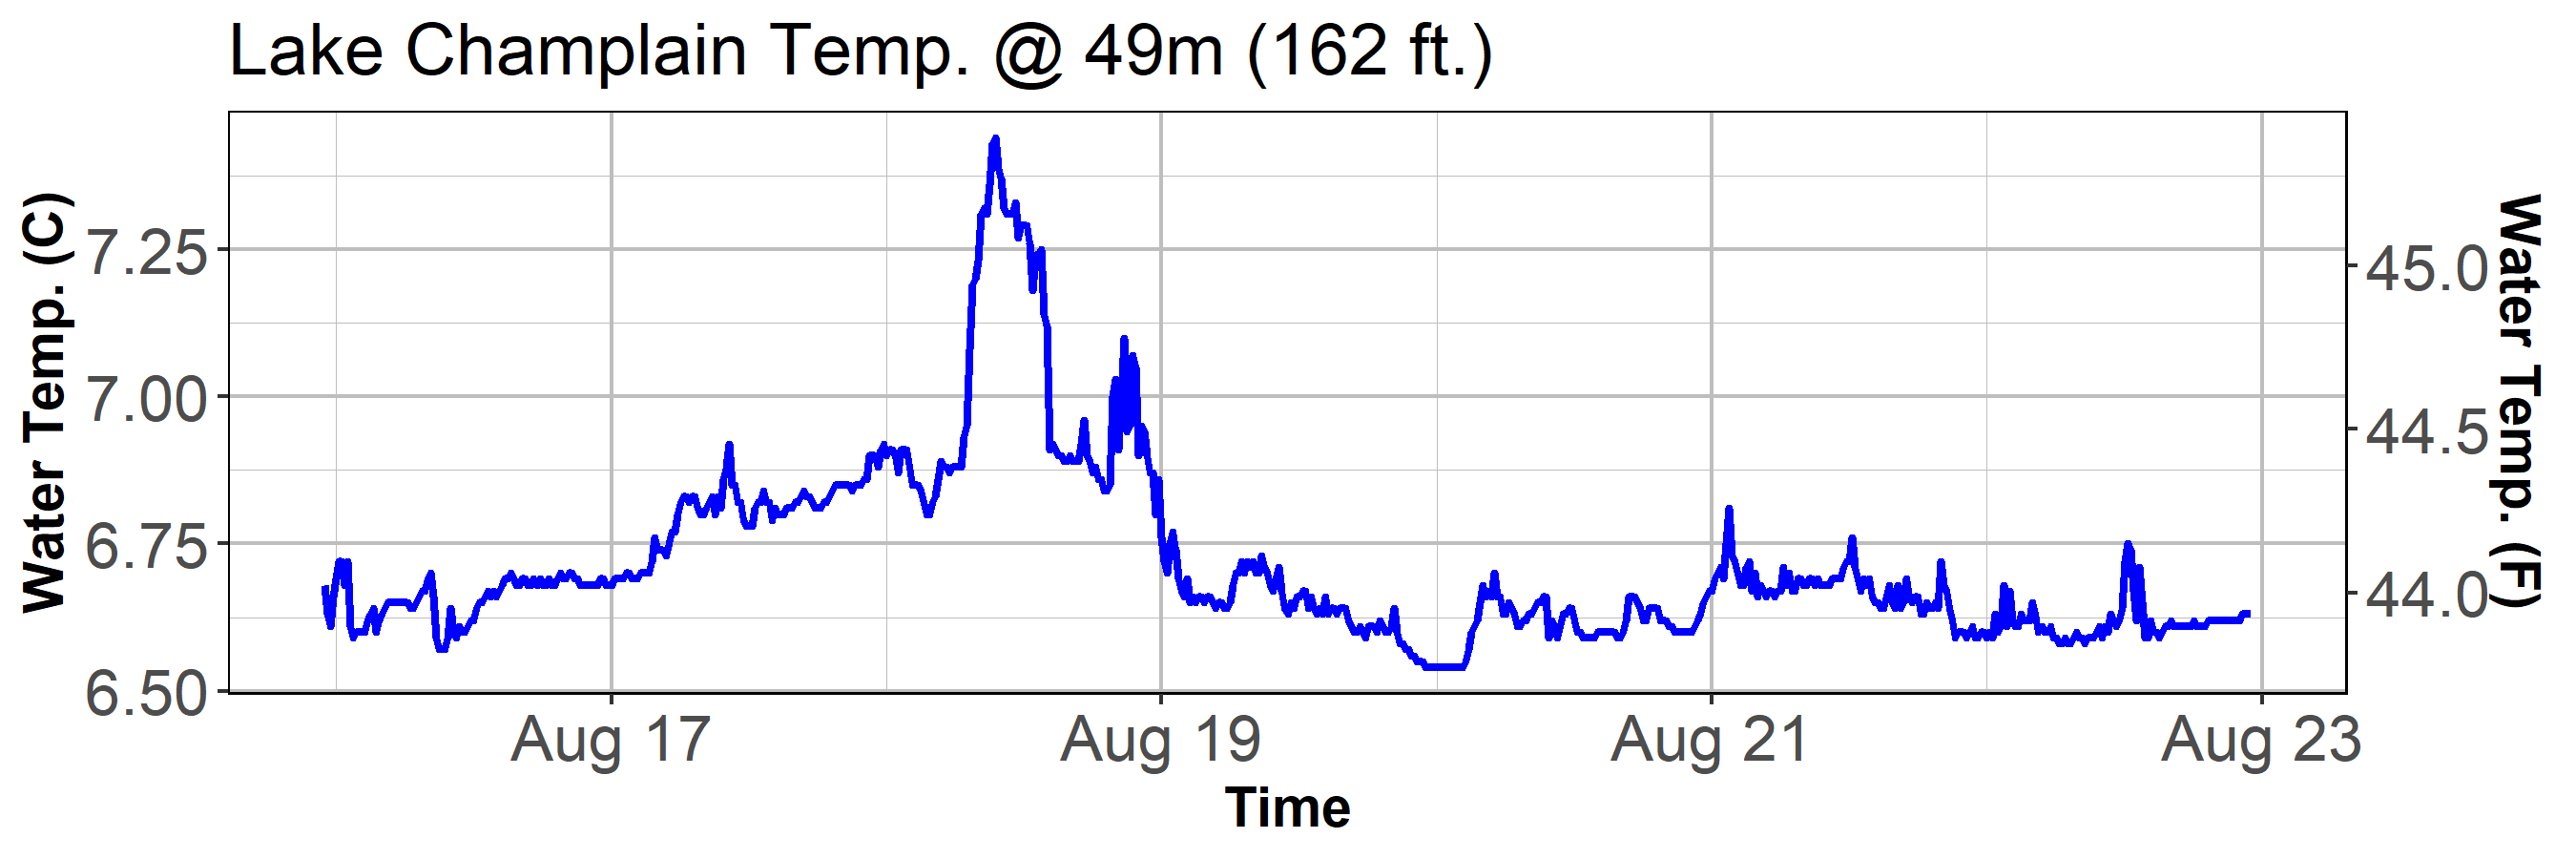 Lake Champlain Temp. @ 49m (162 ft.)
Water Temp. (C)
7.25
7.00
6.75
6.50
45.0
44.5
44.0
Water Temp. (F)
Aug 17 Aug 19 Aug 21 Aug 23
Time